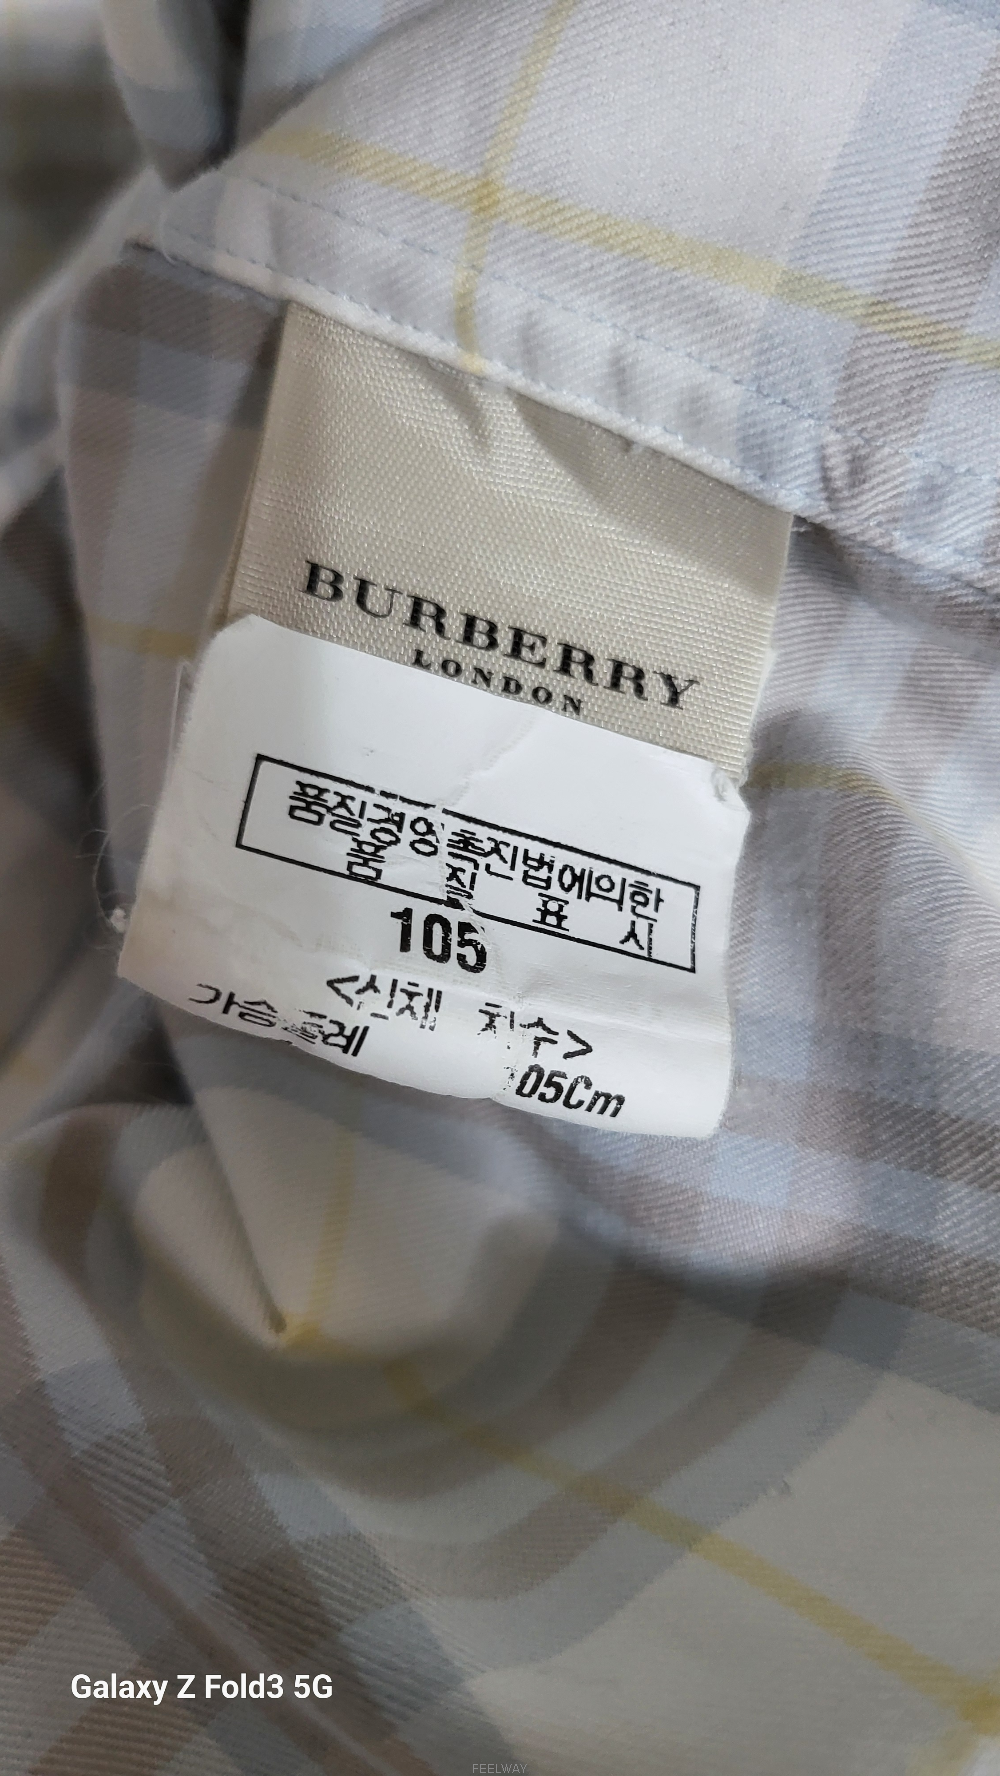 BURBERRY
LONDON
품질경영촉진법에의한
품 질 표 시
105
<신체 치수>
가슴둘레
05Cm
Galaxy Z Fold3 5G
FEELWAY